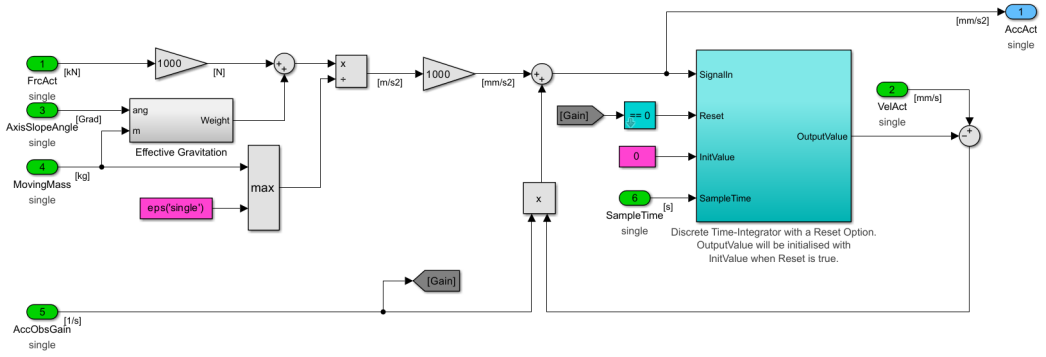 1
[mm/s2]
AccAct
single
1
[kN]
FrcAct
single
1000
[N]
+
+
x
÷
[m/s2]
1000
[mm/s2]
+
+
3
[Grad]
AxisSlopeAngle
single
ang
m
Weight
Effective Gravitation
4
[kg]
MovingMass
single
max
eps('single')
[Gain]
== 0
0
6
[s]
SampleTime
single
SignalIn
Reset
InitValue
SampleTime
OutputValue
Discrete Time-Integrator with a Reset Option.
OutputValue will be initialised with
InitValue when Reset is true.
2
[mm/s]
VelAct
single
+
−
x
[Gain]
5
[1/s]
AccObsGain
single